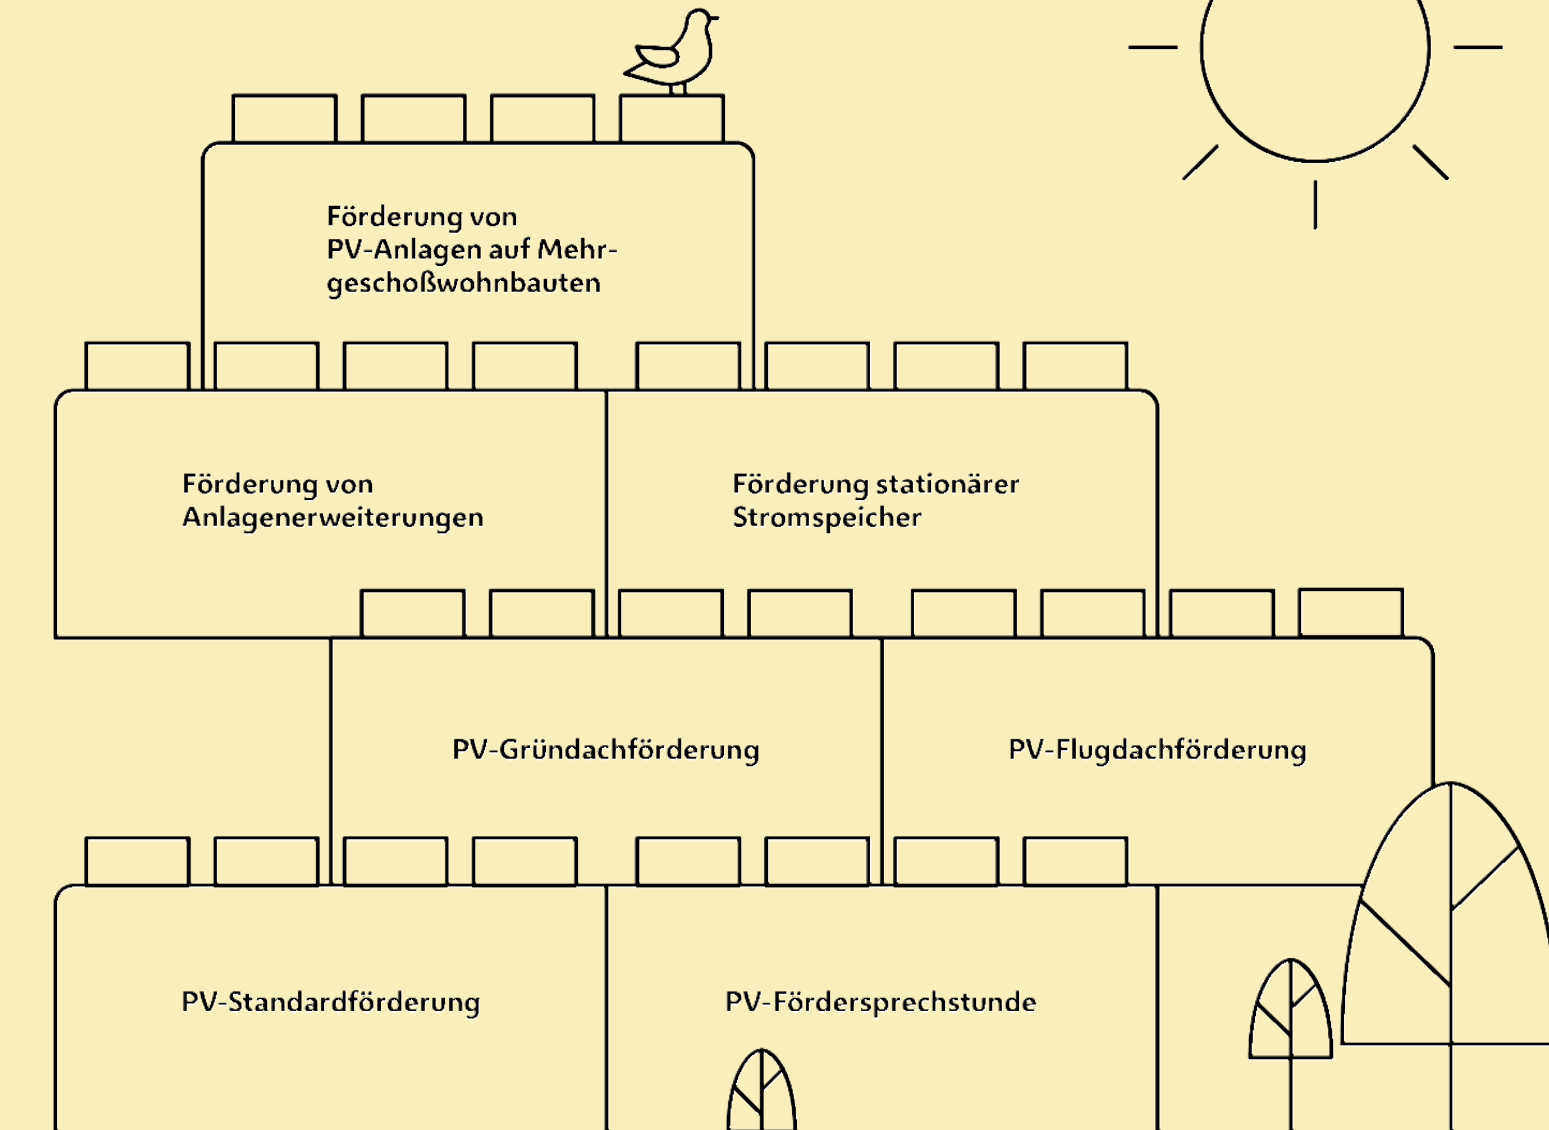 Förderung von
PV-Anlagen auf Mehr-
geschoßwohnbauten
Förderung von
Anlagenerweiterungen
Förderung stationärer
Stromspeicher
PV-Gründachförderung
PV-Flugdachförderung
PV-Standardförderung
PV-Fördersprechstunde